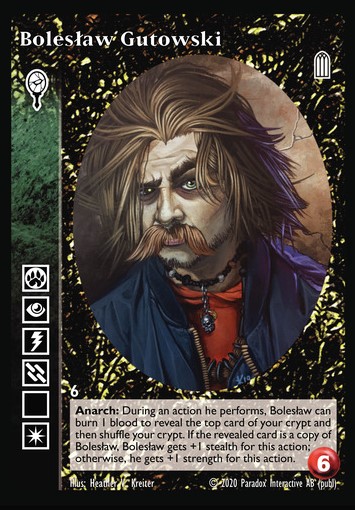 Bolesław Gutowski
6
Anarch: During an action he performs, Bolesław can
burn 1 blood to reveal the top card of your crypt and
then shuffle your crypt. If the revealed card is a copy of
Bolesław, Bolesław gets +1 stealth for this action;
otherwise, he gets +1 strength for this action.
6
Illus: Heather V. Kreiter © 2020 Paradox Interactive AB (publ)